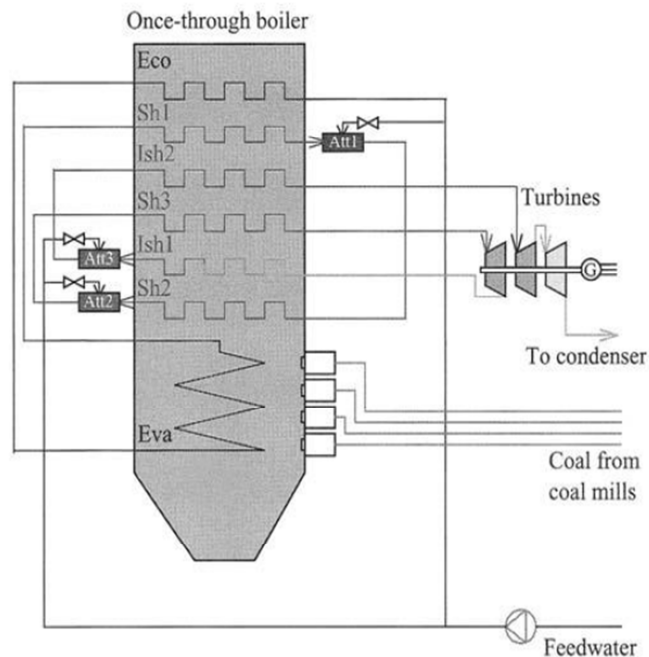 Once-through boiler
Eco
Sh1
Att1
Ish2
Turbines
Sh3
Ish1
Att3
G
Sh2
Att2
To condenser
Eva
Coal from
coal mills
Feedwater